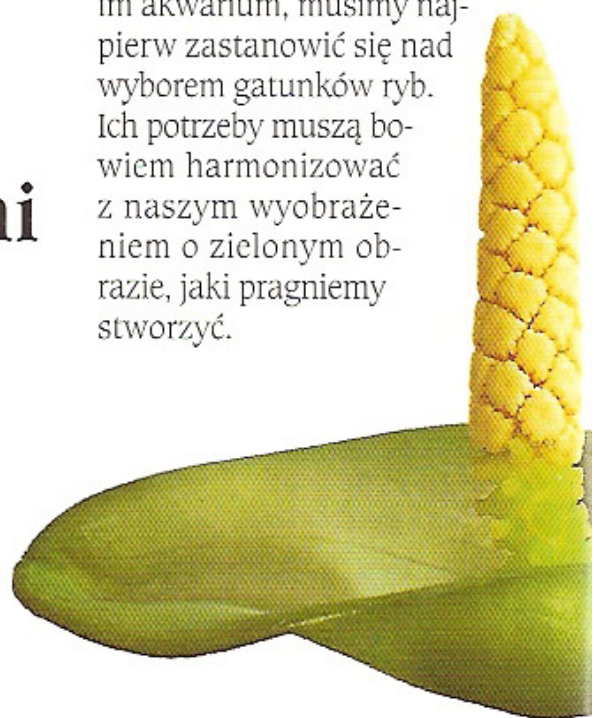 im akwarium, musimy naj-
pierw zastanowić się nad
wyborem gatunków ryb.
Ich potrzeby muszą bo-
wiem harmonizować
z naszym wyobraże-
niem o zielonym ob-
razie, jaki pragniemy
stworzyć.
ni